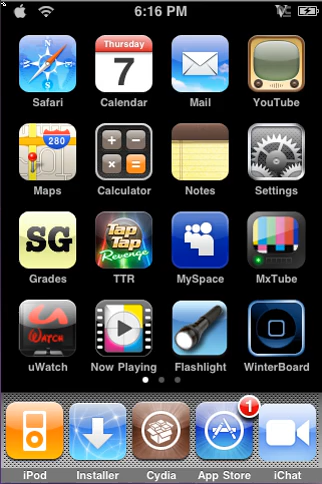 6:16 PM
Thursday
7
280
Safari
Calendar
Mail
YouTube
Maps
Calculator
Notes
Settings
SG
Tap Tap Revenge
Grades
TTR
MySpace
MxTube
Watch
uWatch
Now Playing
Flashlight
WinterBoard
1
iPod
Installer
Cydia
App Store
iChat